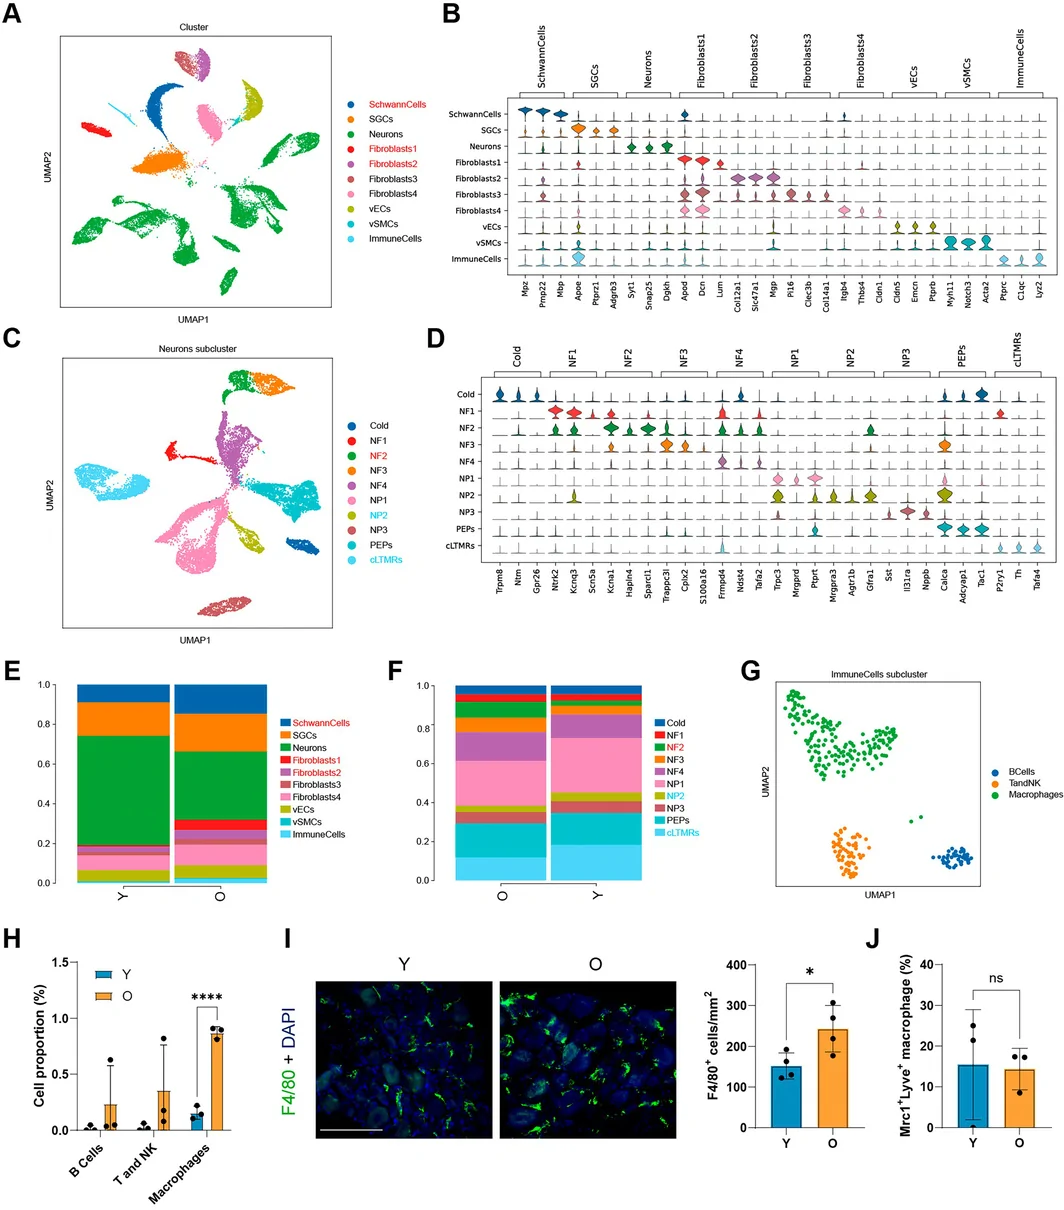 A
Cluster
UMAP2
UMAP1
SchwannCells
SGCs
Neurons
Fibroblasts1
Fibroblasts2
Fibroblasts3
Fibroblasts4
vECs
vSMCs
ImmuneCells
B
SchwannCells
SGCs
Neurons
Fibroblasts1
Fibroblasts2
Fibroblasts3
Fibroblasts4
vECs
vSMCs
ImmuneCells
SchwannCells
SGCs
Neurons
Fibroblasts1
Fibroblasts2
Fibroblasts3
Fibroblasts4
vECs
vSMCs
ImmuneCells
Mpz
Pmp22
Mbp
Apoe
Ptprz1
Adgrb3
Syt1
Snap25
Dgkh
Apod
Dcn
Lum
Col12a1
Slc47a1
Mgp
Pi16
Clec3b
Col14a1
Itgb4
Thbs4
Cldn1
Cldn5
Emcn
Ptprb
Myh11
Notch3
Acta2
Ptprc
C1qc
Lyz2
C
Neurons subcluster
UMAP2
UMAP1
Cold
NF1
NF2
NF3
NF4
NP1
NP2
NP3
PEPs
cLTMRs
D
Cold
NF1
NF2
NF3
NF4
NP1
NP2
NP3
PEPs
cLTMRs
Cold
NF1
NF2
NF3
NF4
NP1
NP2
NP3
PEPs
cLTMRs
Trpm8
Ntm
Gpr26
Ntrk2
Kcnq3
Scn5a
Kcna1
Hapln4
Sparcl1
Trappc3l
Cplx2
S100a16
Frmpd4
Ndst4
Tafa2
Trpc3
Mrgprd
Ptprt
Mrgpra3
Agtr1b
Gfra1
Sst
Il31ra
Nppb
Calca
Adcyap1
Tac1
P2ry1
Th
Tafa4
E
1.0
0.8
0.6
0.4
0.2
0.0
Y
O
SchwannCells
SGCs
Neurons
Fibroblasts1
Fibroblasts2
Fibroblasts3
Fibroblasts4
vECs
vSMCs
ImmuneCells
F
1.0
0.8
0.6
0.4
0.2
0.0
O
Y
Cold
NF1
NF2
NF3
NF4
NP1
NP2
NP3
PEPs
cLTMRs
G
ImmuneCells subcluster
UMAP2
UMAP1
BCells
TandNK
Macrophages
H
Cell proportion (%)
1.5
1.0
0.5
0.0
Y
O
****
B Cells
T and NK
Macrophages
I
F4/80 + DAPI
Y
O
F4/80⁺ cells/mm²
400
300
200
100
0
*
Y
O
J
Mrc1⁺Lyve⁺ macrophage (%)
40
30
20
10
0
ns
Y
O